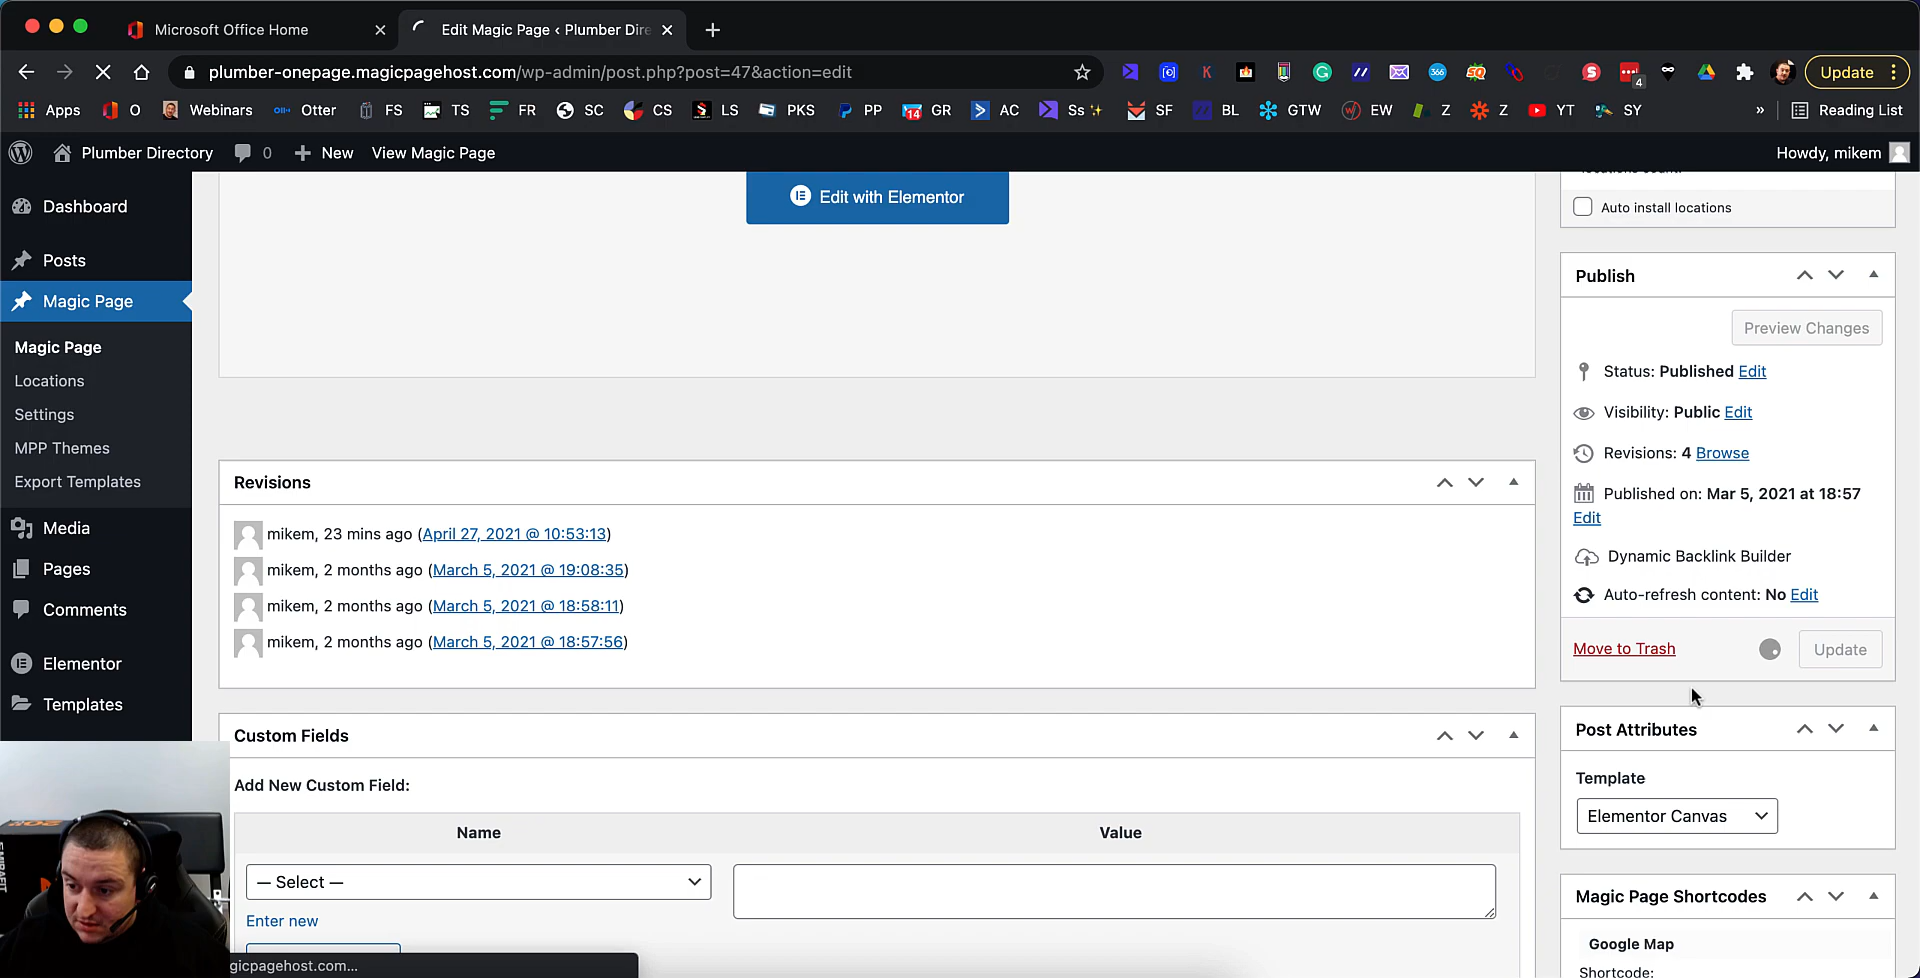 Microsoft Office Home
Edit Magic Page ‹ Plumber Dire
plumber-onepage.magicpagehost.com/wp-admin/post.php?post=47&action=edit
Update
Apps
O
Webinars
Otter
FS
TS
FR
SC
CS
LS
PKS
PP
14
GR
AC
Ss
SF
BL
GTW
EW
Z
Z
YT
SY
»
Reading List
Plumber Directory
0
New
View Magic Page
Howdy, mikem
Dashboard
Posts
Magic Page
Magic Page
Locations
Settings
MPP Themes
Export Templates
Media
Pages
Comments
Elementor
Templates
Edit with Elementor
Revisions
mikem, 23 mins ago (April 27, 2021 @ 10:53:13)
mikem, 2 months ago (March 5, 2021 @ 19:08:35)
mikem, 2 months ago (March 5, 2021 @ 18:58:11)
mikem, 2 months ago (March 5, 2021 @ 18:57:56)
Custom Fields
Add New Custom Field:
Name
Value
— Select —
Enter new
gicpagehost.com...
Auto install locations
Publish
Preview Changes
Status: Published Edit
Visibility: Public Edit
Revisions: 4 Browse
Published on: Mar 5, 2021 at 18:57
Edit
Dynamic Backlink Builder
Auto-refresh content: No Edit
Move to Trash
Update
Post Attributes
Template
Elementor Canvas
Magic Page Shortcodes
Google Map
Shortcode: